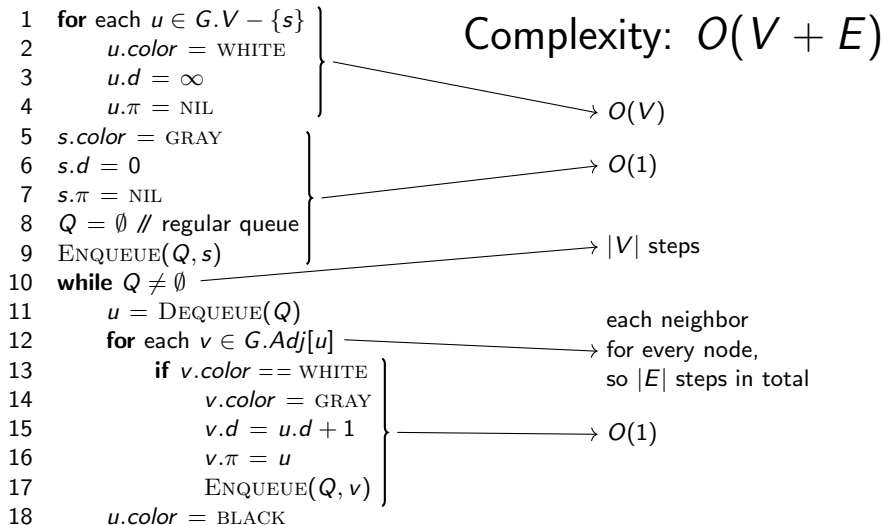 Complexity: O(V + E)
1 for each u ∈ G.V − {s}
2 u.color = WHITE
3 u.d = ∞
4 u.π = NIL
O(V)
5 s.color = GRAY
6 s.d = 0
O(1)
7 s.π = NIL
8 Q = ∅ // regular queue
9 ENQUEUE(Q, s)
|V| steps
10 while Q ≠ ∅
11 u = DEQUEUE(Q)
12 for each v ∈ G.Adj[u]
each neighbor
for every node,
so |E| steps in total
13 if v.color == WHITE
14 v.color = GRAY
15 v.d = u.d + 1
16 v.π = u
17 ENQUEUE(Q, v)
O(1)
18 u.color = BLACK